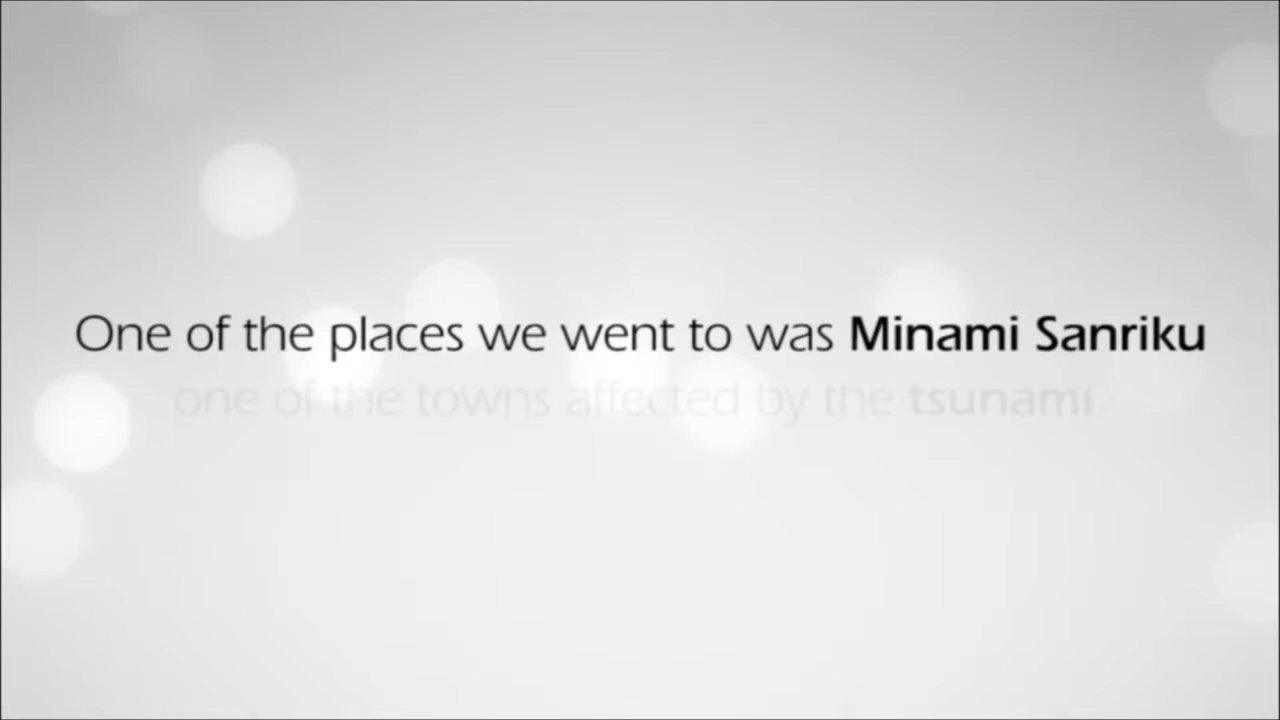 One of the places we went to was Minami Sanriku
one of the towns affected by the tsunami